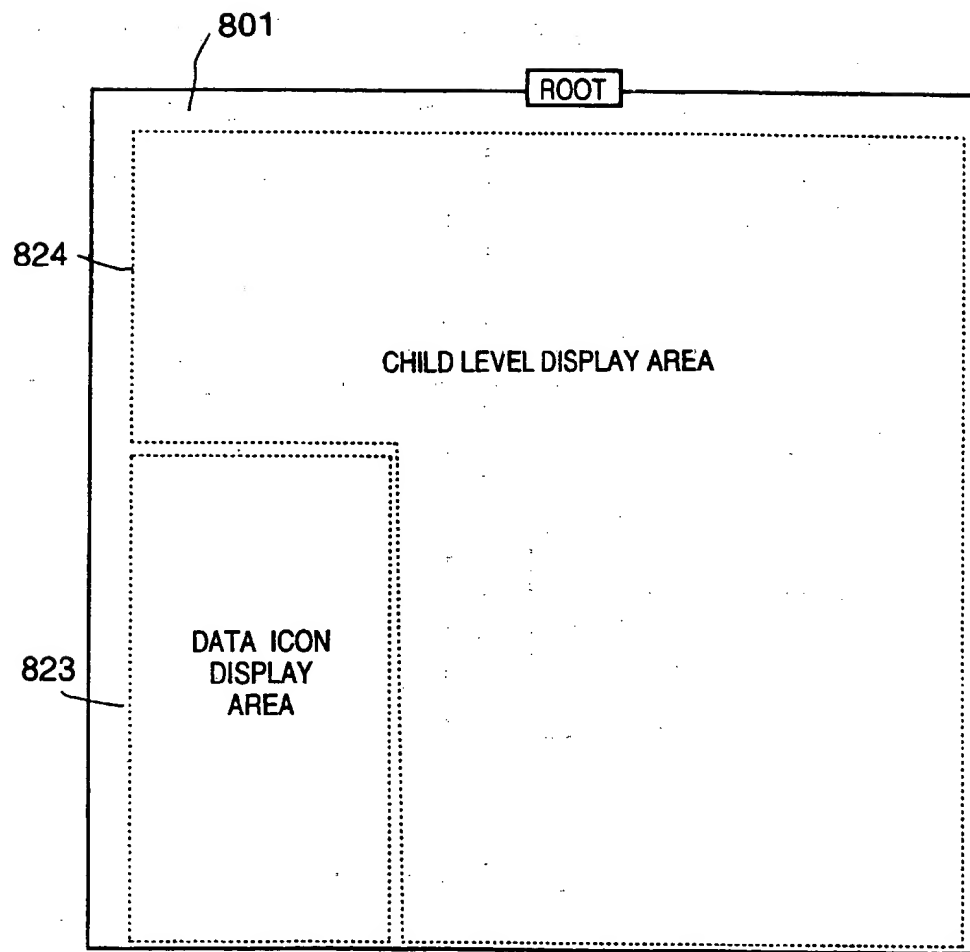 801
ROOT
824
CHILD LEVEL DISPLAY AREA
DATA ICON
DISPLAY
AREA
823